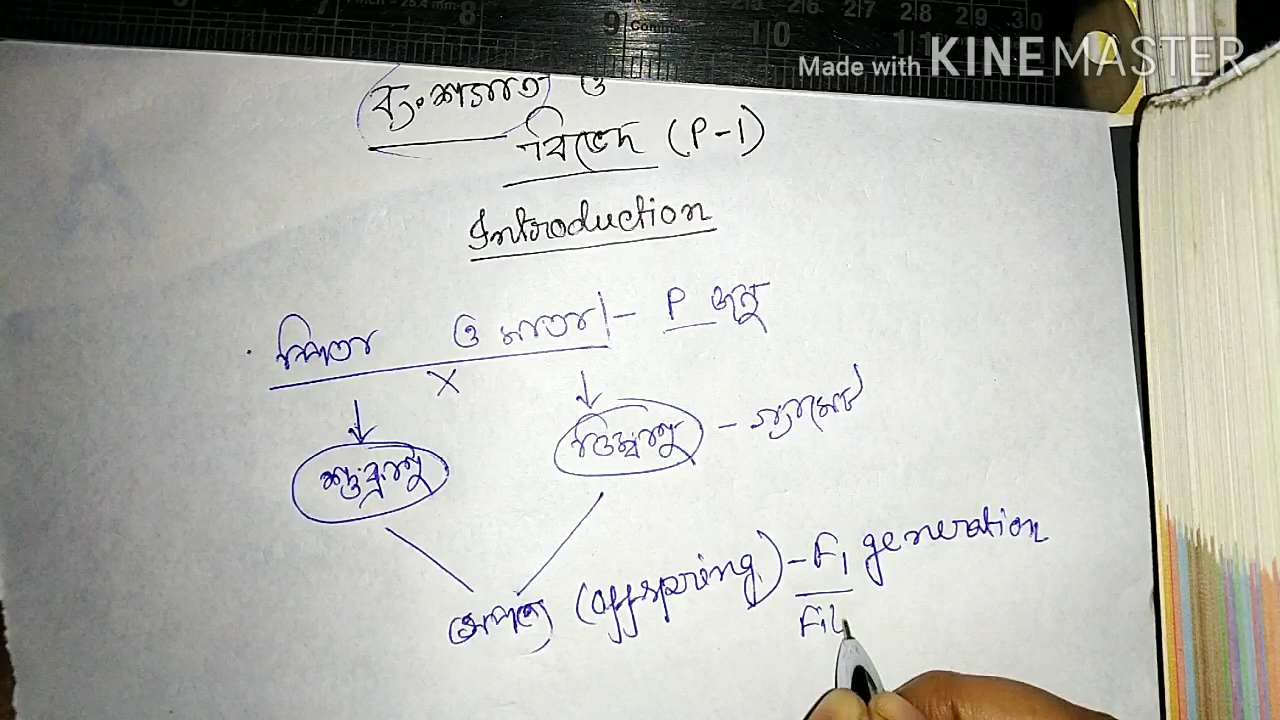 Made with KINEMASTER
বংশগতি ও
বিভেদ (P-1)
Introduction
পিতা ও মাতা - P জনু
X
শুক্রাণু ডিম্বাণু - গ্যামেট
অপত্য (offspring) - F1 generation
Fil